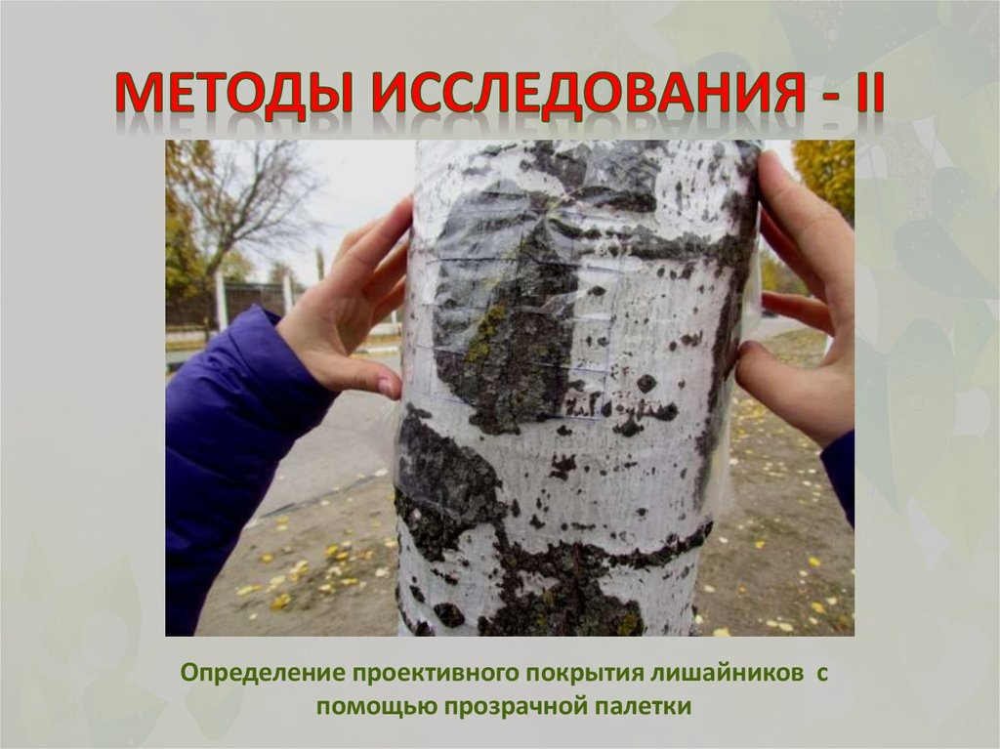 МЕТОДЫ ИССЛЕДОВАНИЯ - II
Определение проективного покрытия лишайников с
помощью прозрачной палетки